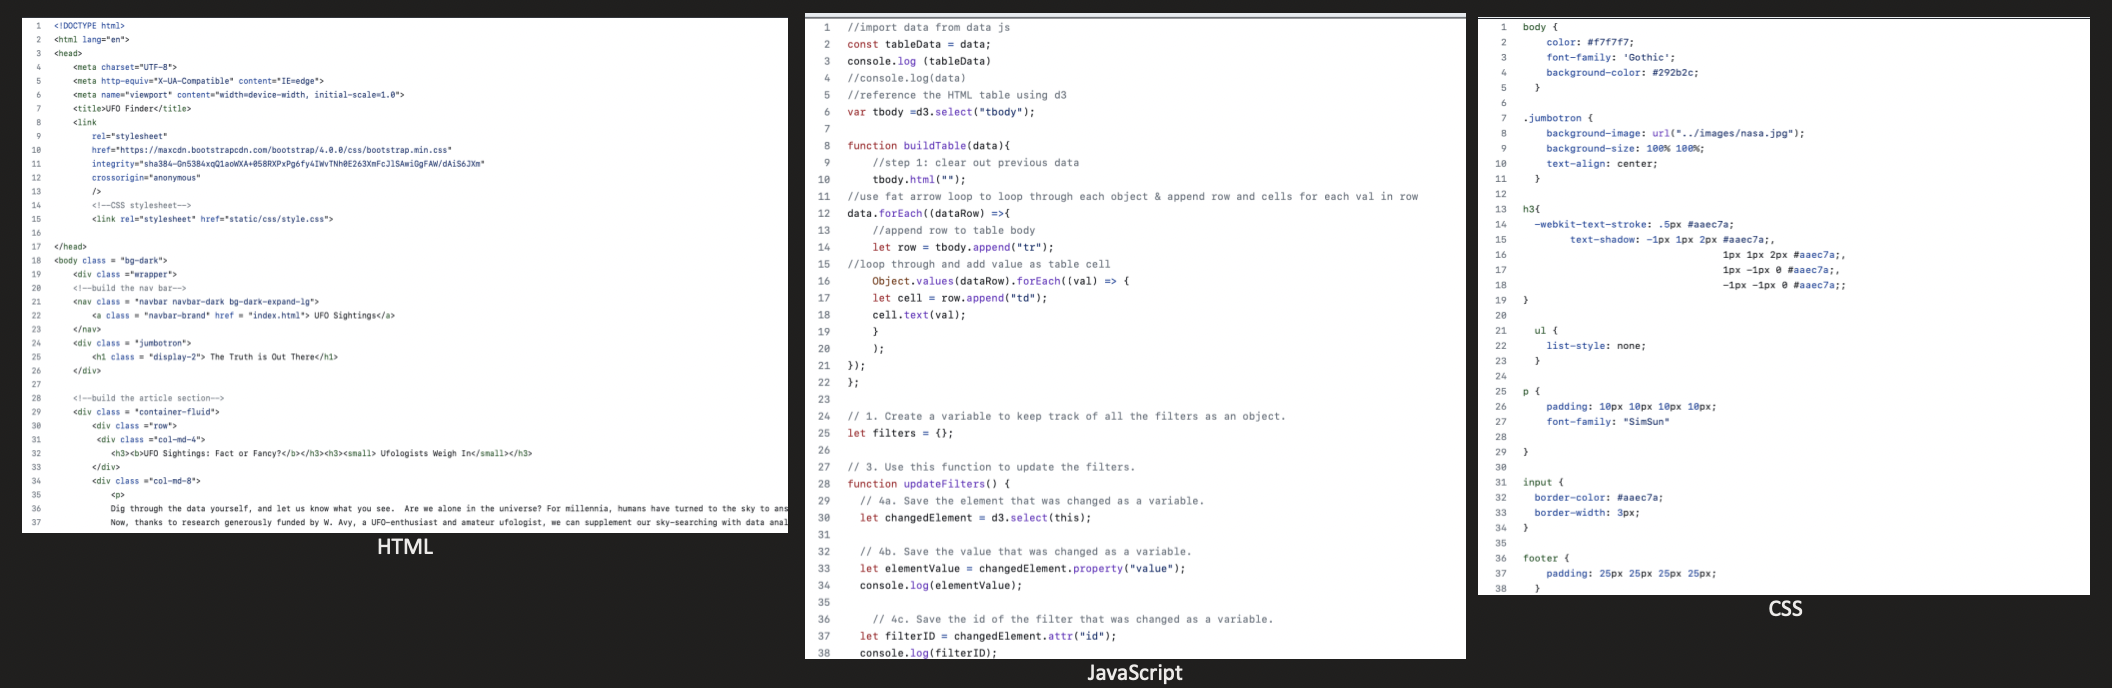 1 <!DOCTYPE html>
2 <html lang="en">
3 <head>
4 <meta charset="UTF-8">
5 <meta http-equiv="X-UA-Compatible" content="IE=edge">
6 <meta name="viewport" content="width=device-width, initial-scale=1.0">
7 <title>UFO Finder</title>
8 <link
9 rel="stylesheet"
10 href="https://maxcdn.bootstrapcdn.com/bootstrap/4.0.0/css/bootstrap.min.css"
11 integrity="sha384-Gn5384xqQ1aoWXA+058RXPxPg6fy4IWvTNh0E263XmFcJlSAwiGgFAW/dAiS6JXm"
12 crossorigin="anonymous"
13 />
14 <!--CSS stylesheet-->
15 <link rel="stylesheet" href="static/css/style.css">
16
17 </head>
18 <body class = "bg-dark">
19 <div class ="wrapper">
20 <!--build the nav bar-->
21 <nav class = "navbar navbar-dark bg-dark-expand-lg">
22 <a class = "navbar-brand" href = "index.html"> UFO Sightings</a>
23 </nav>
24 <div class ="jumbotron">
25 <h1 class = "display-2"> The Truth is Out There</h1>
26 </div>
27
28 <!--build the article section-->
29 <div class = "container-fluid">
30 <div class ="row">
31 <div class ="col-md-4">
32 <h3><b>UFO Sightings: Fact or Fancy?</b></h3><h3><small> Ufologists Weigh In</small></h3>
33 </div>
34 <div class ="col-md-8">
35 <p>
36 Dig through the data yourself, and let us know what you see.  Are we alone in the universe? For millennia, humans have turned to the sky to ans
37 Now, thanks to research generously funded by W. Avy, a UFO-enthusiast and amateur ufologist, we can supplement our sky-searching with data anal
HTML
1 //import data from data js
2 const tableData = data;
3 console.log (tableData)
4 //console.log(data)
5 //reference the HTML table using d3
6 var tbody =d3.select("tbody");
7
8 function buildTable(data){
9 //step 1: clear out previous data
10 tbody.html("");
11 //use fat arrow loop to loop through each object & append row and cells for each val in row
12 data.forEach((dataRow) =>{
13 //append row to table body
14 let row = tbody.append("tr");
15 //loop through and add value as table cell
16 Object.values(dataRow).forEach((val) => {
17 let cell = row.append("td");
18 cell.text(val);
19 }
20 );
21 });
22 };
23
24 // 1. Create a variable to keep track of all the filters as an object.
25 let filters = {};
26
27 // 3. Use this function to update the filters.
28 function updateFilters() {
29 // 4a. Save the element that was changed as a variable.
30 let changedElement = d3.select(this);
31
32 // 4b. Save the value that was changed as a variable.
33 let elementValue = changedElement.property("value");
34 console.log(elementValue);
35
36 // 4c. Save the id of the filter that was changed as a variable.
37 let filterID = changedElement.attr("id");
38 console.log(filterID);
JavaScript
1 body {
2 color: #f7f7f7;
3 font-family: 'Gothic';
4 background-color: #292b2c;
5 }
6
7 .jumbotron {
8 background-image: url("../images/nasa.jpg");
9 background-size: 100% 100%;
10 text-align: center;
11 }
12
13 h3{
14 -webkit-text-stroke: .5px #aaec7a;
15 text-shadow: -1px 1px 2px #aaec7a;,
16 1px 1px 2px #aaec7a;,
17 1px -1px 0 #aaec7a;,
18 -1px -1px 0 #aaec7a;;
19 }
20
21 ul {
22 list-style: none;
23 }
24
25 p {
26 padding: 10px 10px 10px 10px;
27 font-family: "SimSun"
28
29 }
30
31 input {
32 border-color: #aaec7a;
33 border-width: 3px;
34 }
35
36 footer {
37 padding: 25px 25px 25px 25px;
38 }
CSS